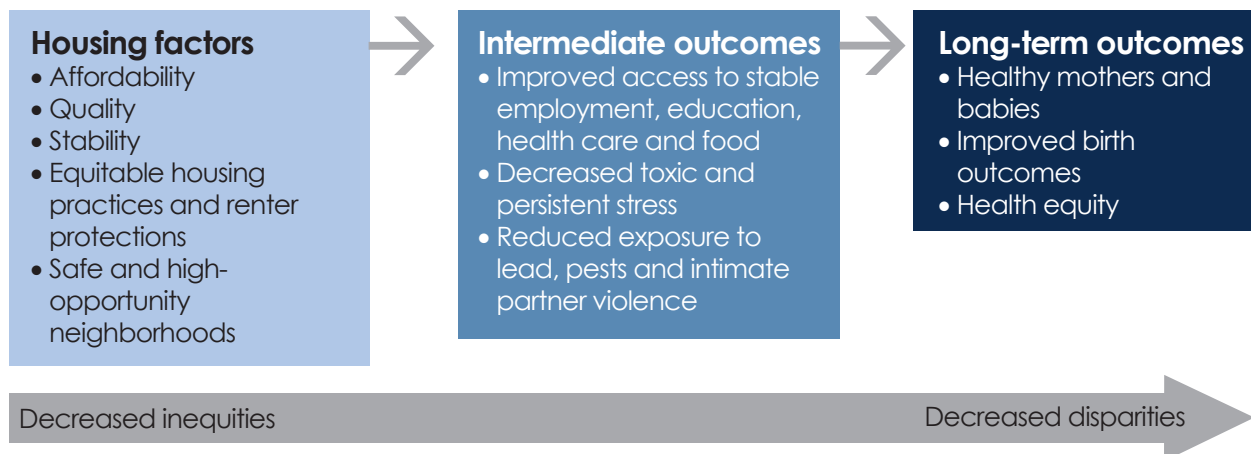 Housing factors
• Affordability
• Quality
• Stability
• Equitable housing
practices and renter
protections
• Safe and high-
opportunity
neighborhoods
Intermediate outcomes
• Improved access to stable
employment, education,
health care and food
• Decreased toxic and
persistent stress
• Reduced exposure to
lead, pests and intimate
partner violence
Long-term outcomes
• Healthy mothers and
babies
• Improved birth
outcomes
• Health equity
Decreased inequities
Decreased disparities